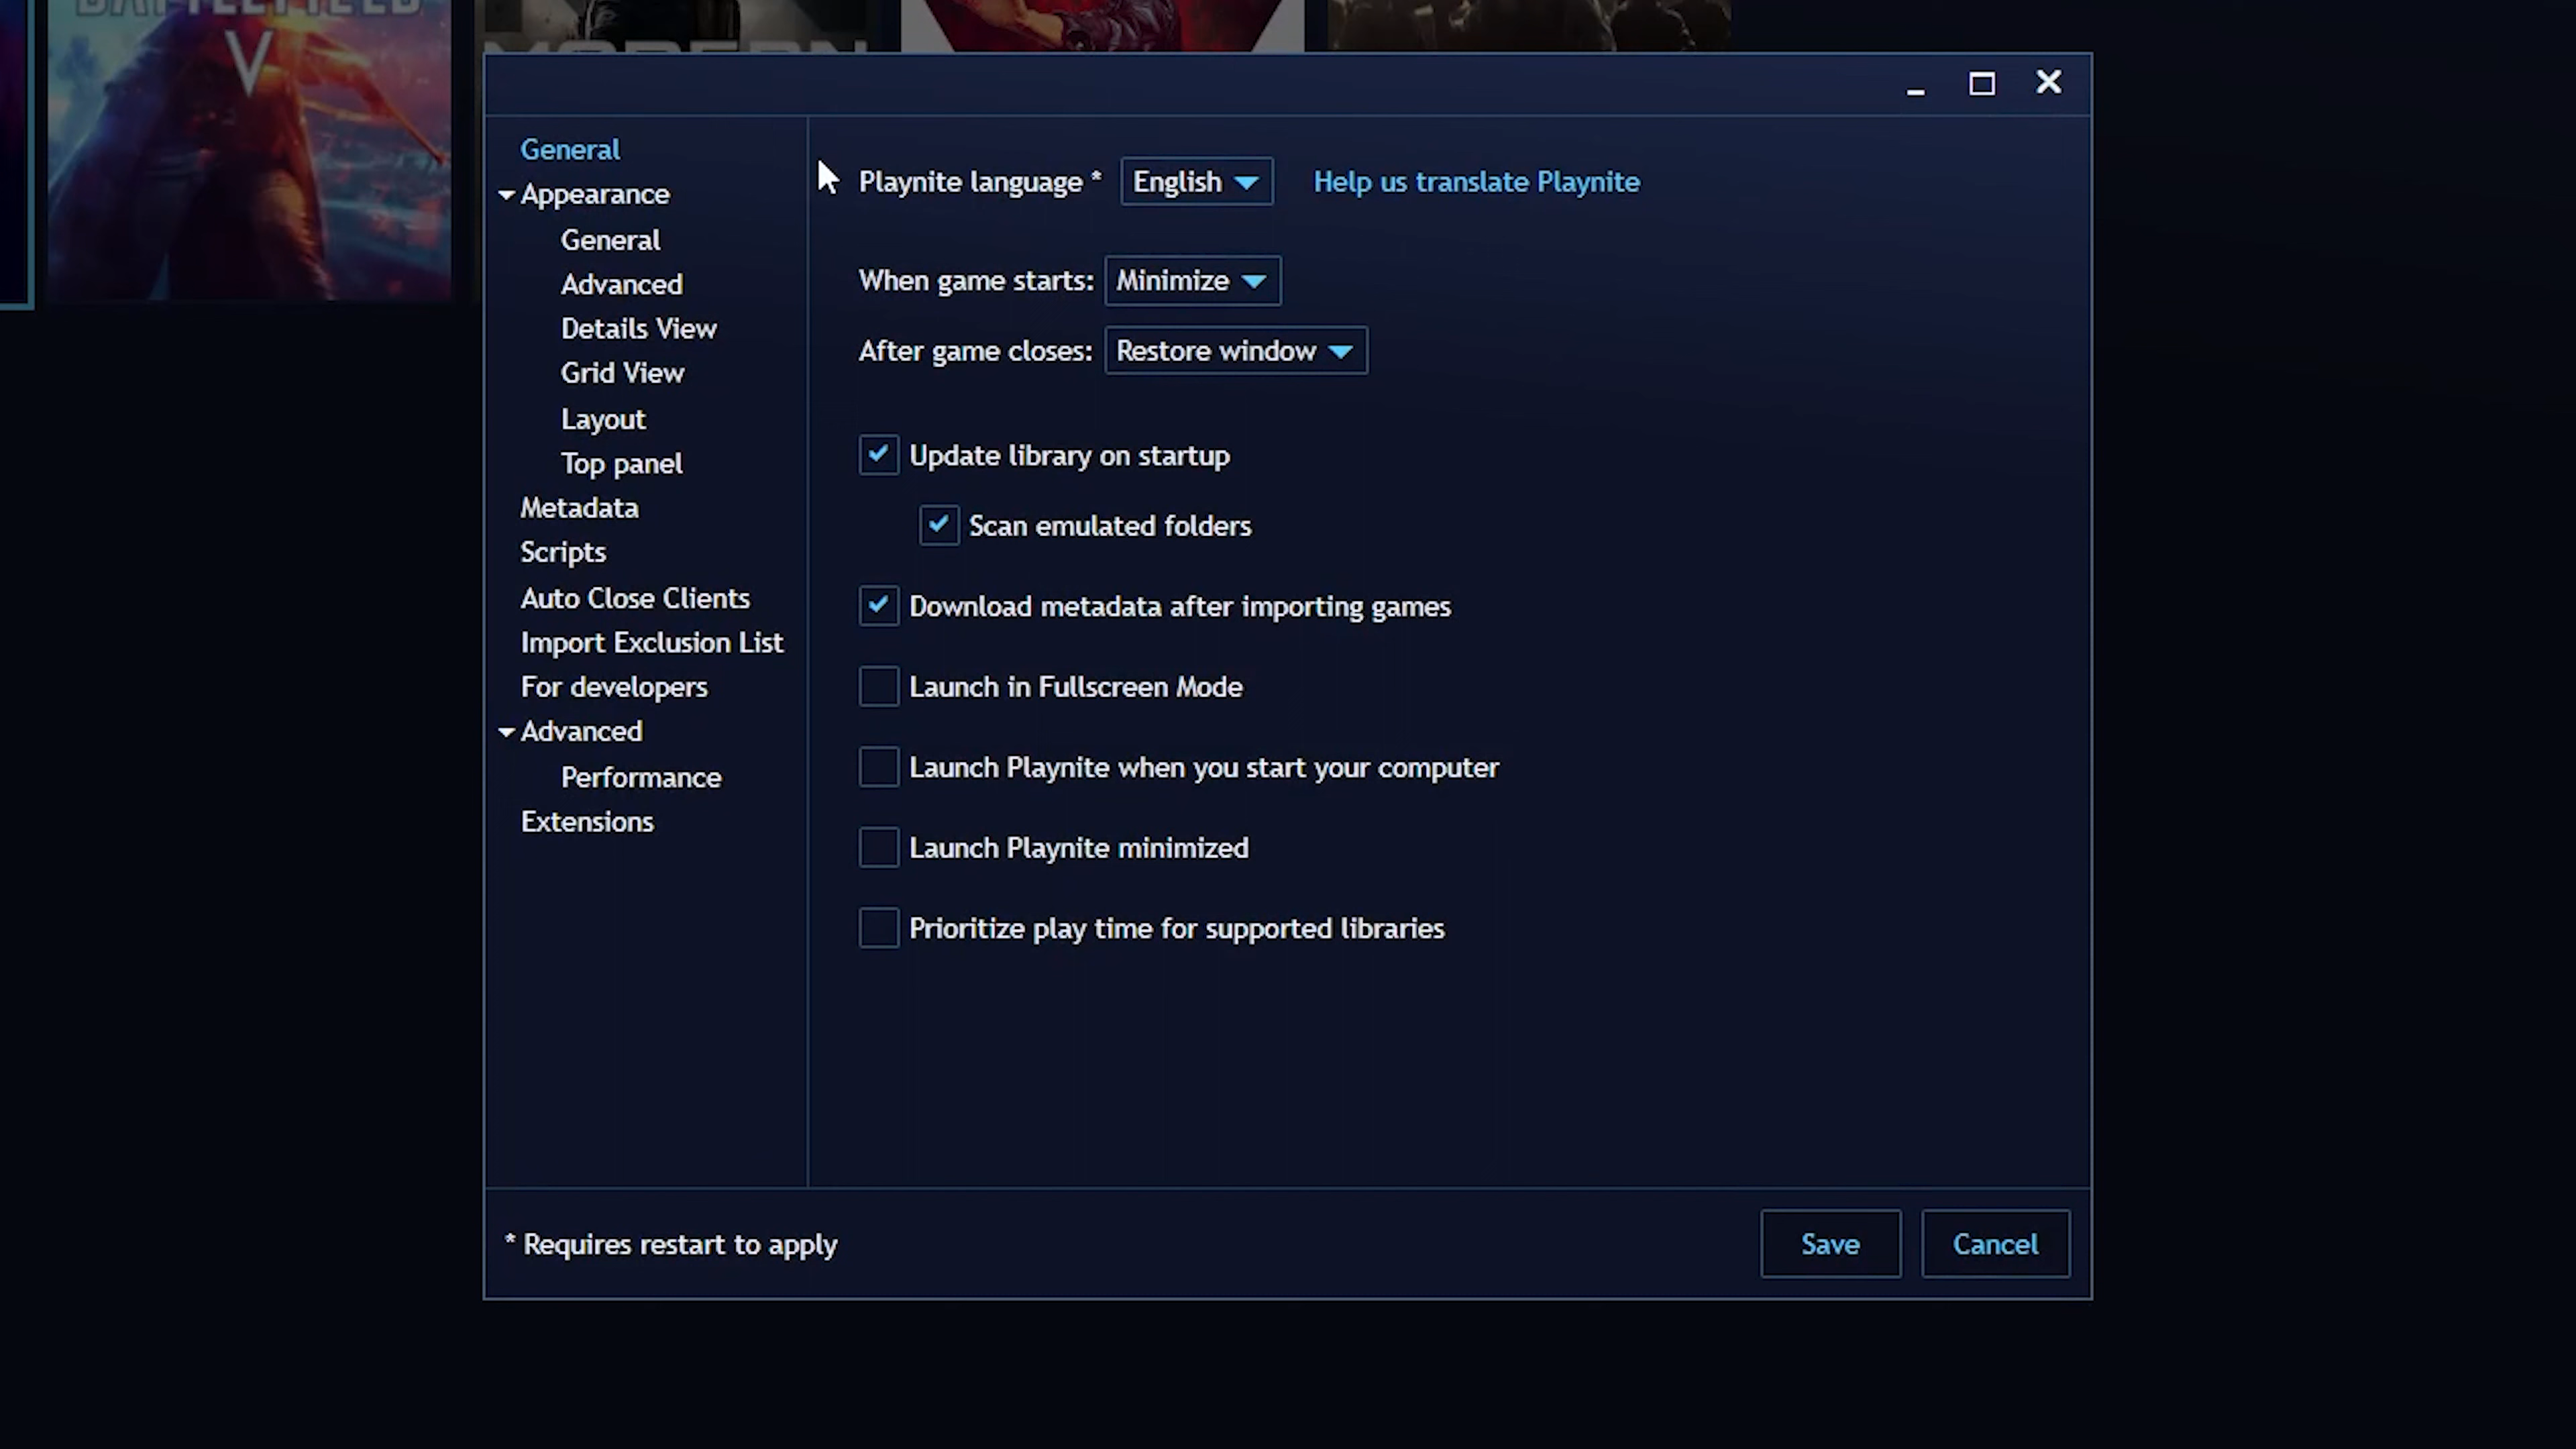 BATTLEFIELD
V
MODERN
General
Appearance
General
Advanced
Details View
Grid View
Layout
Top panel
Metadata
Scripts
Auto Close Clients
Import Exclusion List
For developers
Advanced
Performance
Extensions
Playnite language * English Help us translate Playnite
When game starts: Minimize
After game closes: Restore window
Update library on startup
Scan emulated folders
Download metadata after importing games
Launch in Fullscreen Mode
Launch Playnite when you start your computer
Launch Playnite minimized
Prioritize play time for supported libraries
* Requires restart to apply
Save Cancel